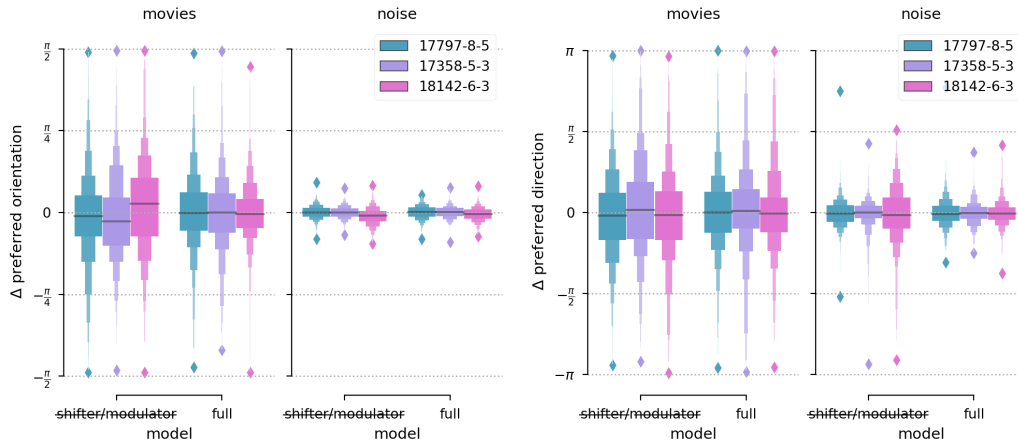 movies
noise
movies
noise
17797-8-5
17358-5-3
18142-6-3
17797-8-5
17358-5-3
18142-6-3
Δ preferred orientation
π/2
π/4
0
−π/4
−π/2
Δ preferred direction
π
π/2
0
−π/2
−π
shifter/modulator
full
shifter/modulator
full
shifter/modulator
full
shifter/modulator
full
model
model
model
model